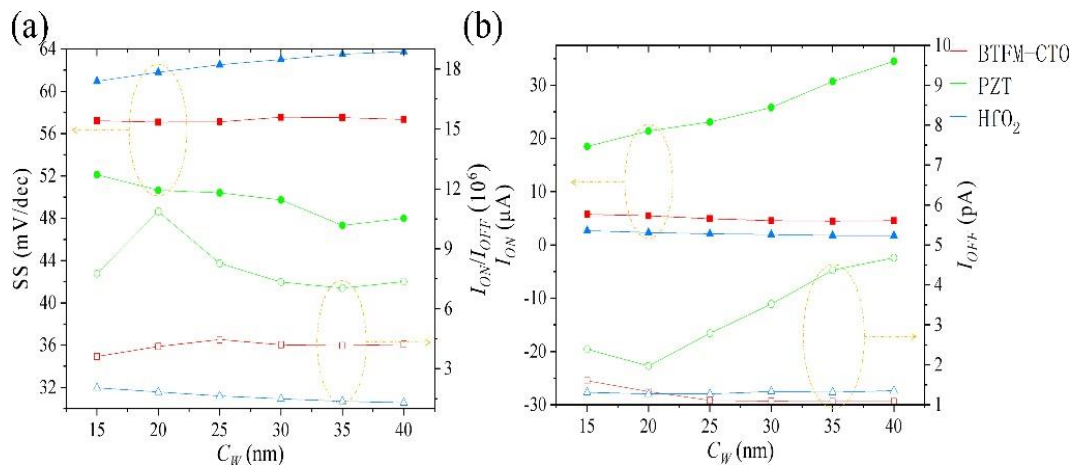 (a)
64
60
56
52
48
44
40
36
32
SS (mV/dec)
18
15
12
9
6
3
I_ON/I_OFF (10^6)
15 20 25 30 35 40
C_W (nm)
(b)
30
20
10
0
-10
-20
-30
I_ON (μA)
10
9
8
7
6
5
4
3
2
1
I_OFF (pA)
15 20 25 30 35 40
C_W (nm)
BTFM-CTO
PZT
HfO₂